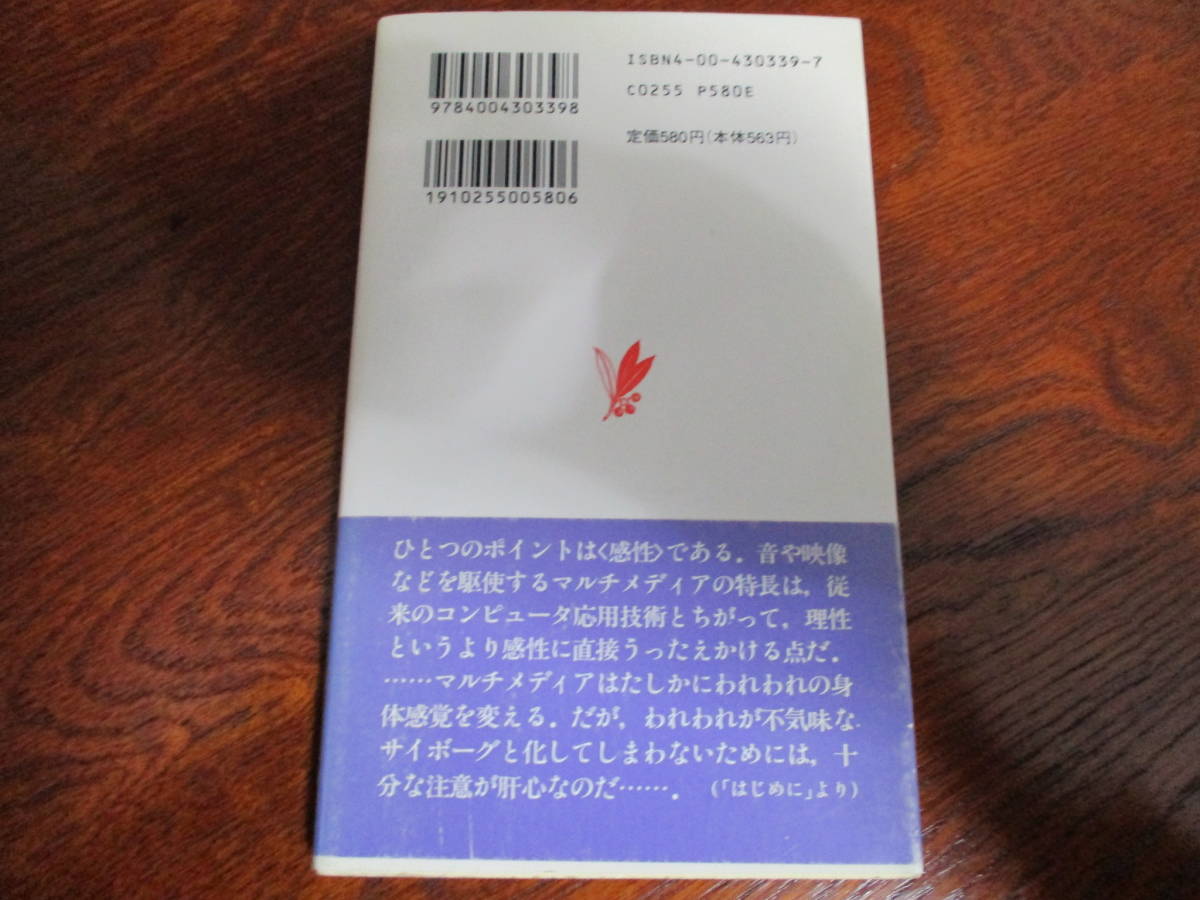 ISBN4-00-430339-7
C0255 P580E
定価580円(本体563円)
9784004303398
1910255005806
ひとつのポイントは〈感性〉である．音や映像
などを駆使するマルチメディアの特長は，従
来のコンピュータ応用技術とちがって，理性
というより感性に直接うったえかける点だ．
……マルチメディアはたしかにわれわれの身
体感覚を変える．だが，われわれが不気味な
サイボーグと化してしまわないためには，十
分な注意が肝心なのだ……．（「はじめに」より）